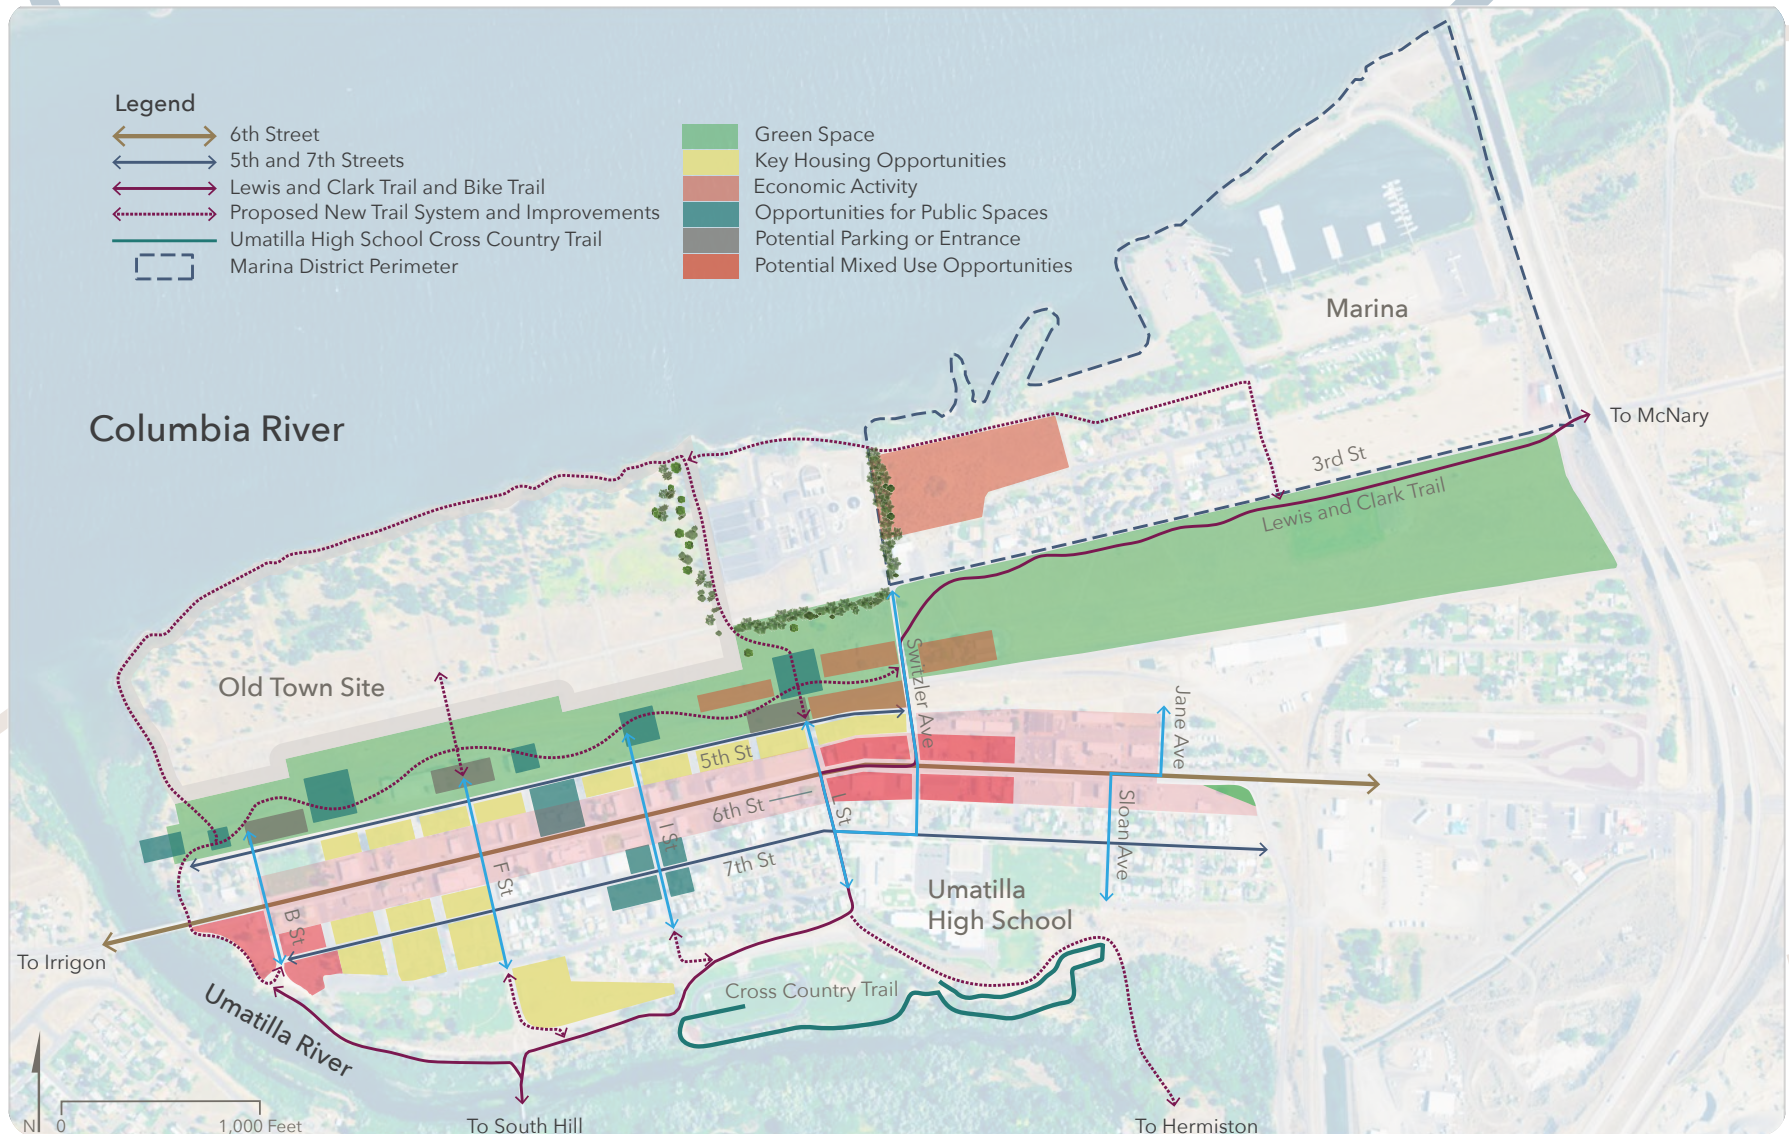 Legend
6th Street
5th and 7th Streets
Lewis and Clark Trail and Bike Trail
Proposed New Trail System and Improvements
Umatilla High School Cross Country Trail
Marina District Perimeter
Green Space
Key Housing Opportunities
Economic Activity
Opportunities for Public Spaces
Potential Parking or Entrance
Potential Mixed Use Opportunities
Marina
Columbia River
To McNary
3rd St
Lewis and Clark Trail
Old Town Site
Switzler Ave
Jane Ave
5th St
6th St
L St
I St
Sloan Ave
7th St
F St
B St
Umatilla
High School
To Irrigon
Cross Country Trail
Umatilla River
N
0
1,000 Feet
To South Hill
To Hermiston